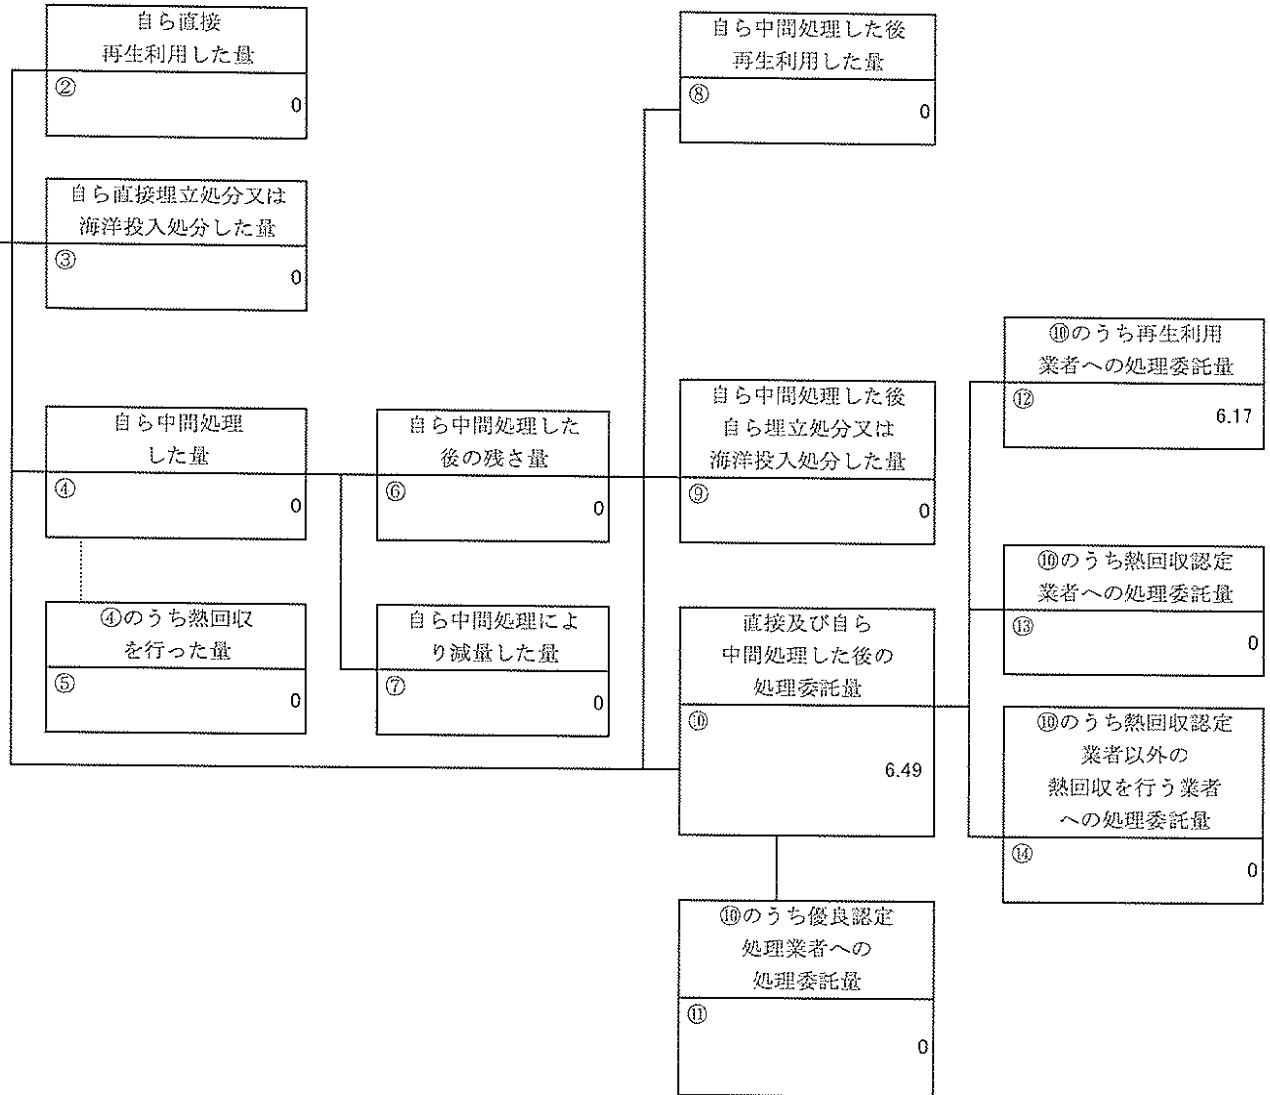 自ら直接
再生利用した量
②
0
自ら直接埋立処分又は
海洋投入処分した量
③
0
自ら中間処理
した量
④
0
④のうち熱回収
を行った量
⑤
0
自ら中間処理した
後の残さ量
⑥
0
自ら中間処理によ
り減量した量
⑦
0
自ら中間処理した後
再生利用した量
⑧
0
自ら中間処理した後
自ら埋立処分又は
海洋投入処分した量
⑨
0
直接及び自ら
中間処理した後の
処理委託量
⑩
6.49
⑩のうち優良認定
処理業者への
処理委託量
⑪
0
⑩のうち再生利用
業者への処理委託量
⑫
6.17
⑩のうち熱回収認定
業者への処理委託量
⑬
0
⑩のうち熱回収認定
業者以外の
熱回収を行う業者
への処理委託量
⑭
0